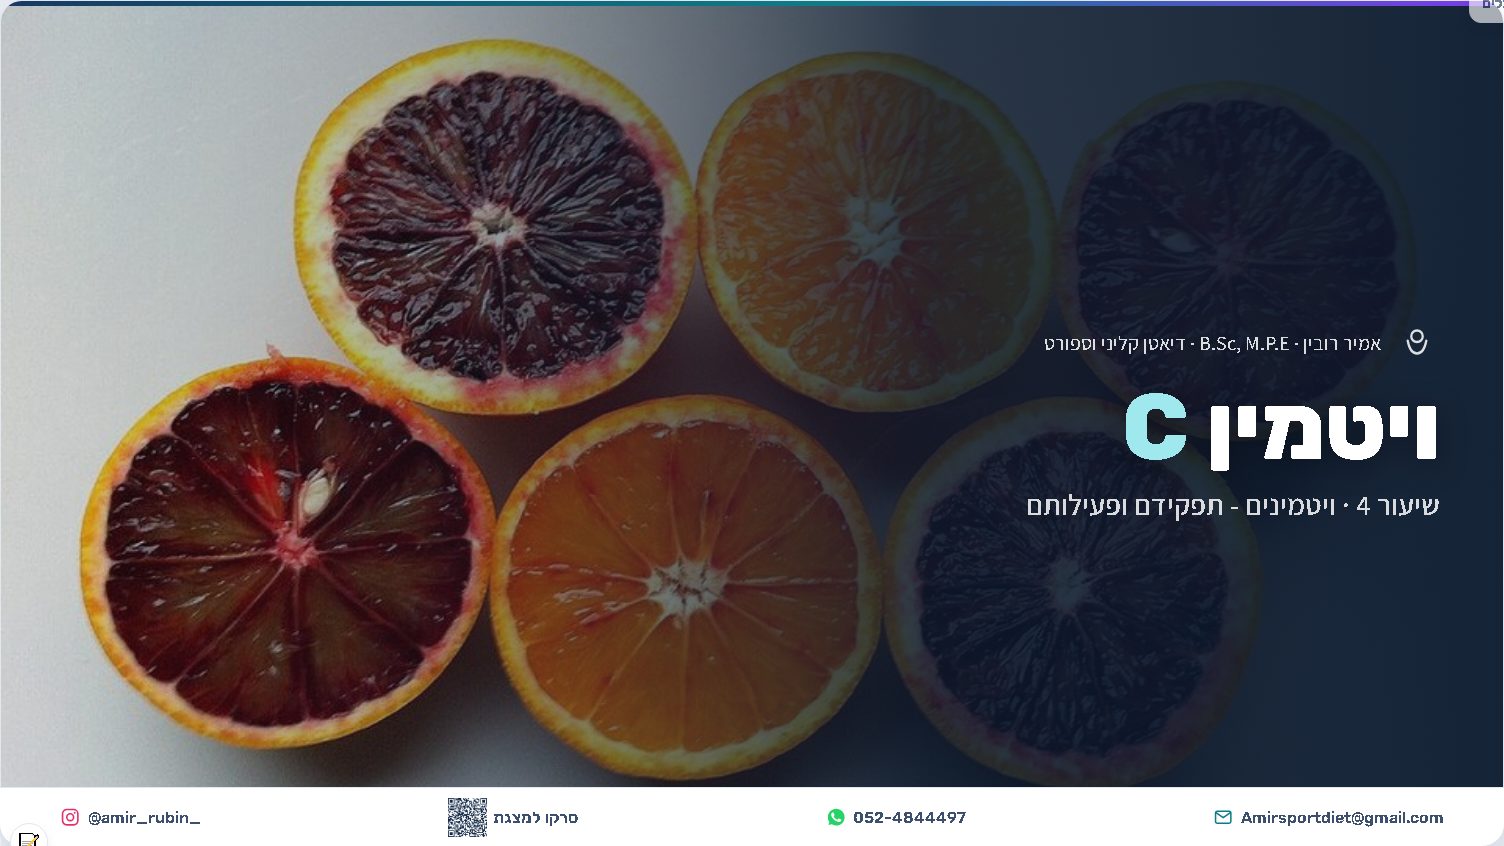 אמיר רובין · B.Sc, M.P.E · דיאטן קליני וספורט
ויטמין C
שיעור 4 · ויטמינים - תפקידם ופעילותם
@amir_rubin_
סרקו למצגת
052-4844497
Amirsportdiet@gmail.com